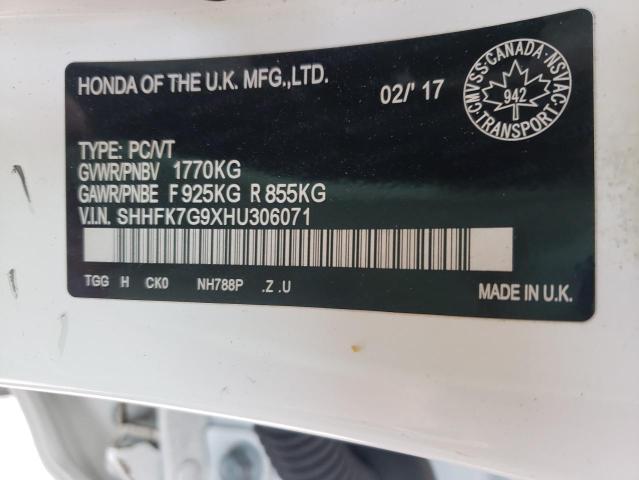 HONDA OF THE U.K. MFG.,LTD.
02/' 17
CMVSS-CANADA-NSVAC
942
TRANSPORT
TYPE: PC/VT
GVWR/PNBV 1770KG
GAWR/PNBE F 925KG R 855KG
V.I.N. SHHFK7G9XHU306071
TGG H CK0 NH788P .Z .U
MADE IN U.K.